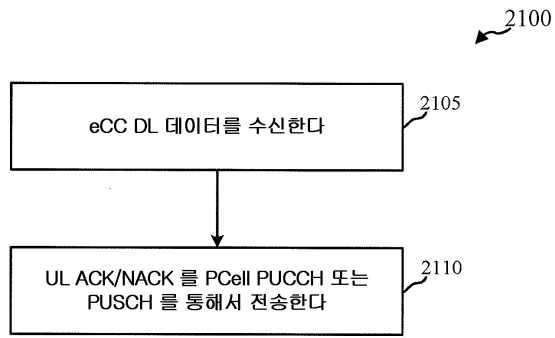 2100
2105
eCC DL 데이터를 수신한다
2110
UL ACK/NACK 를 PCell PUCCH 또는
PUSCH 를 통해서 전송한다